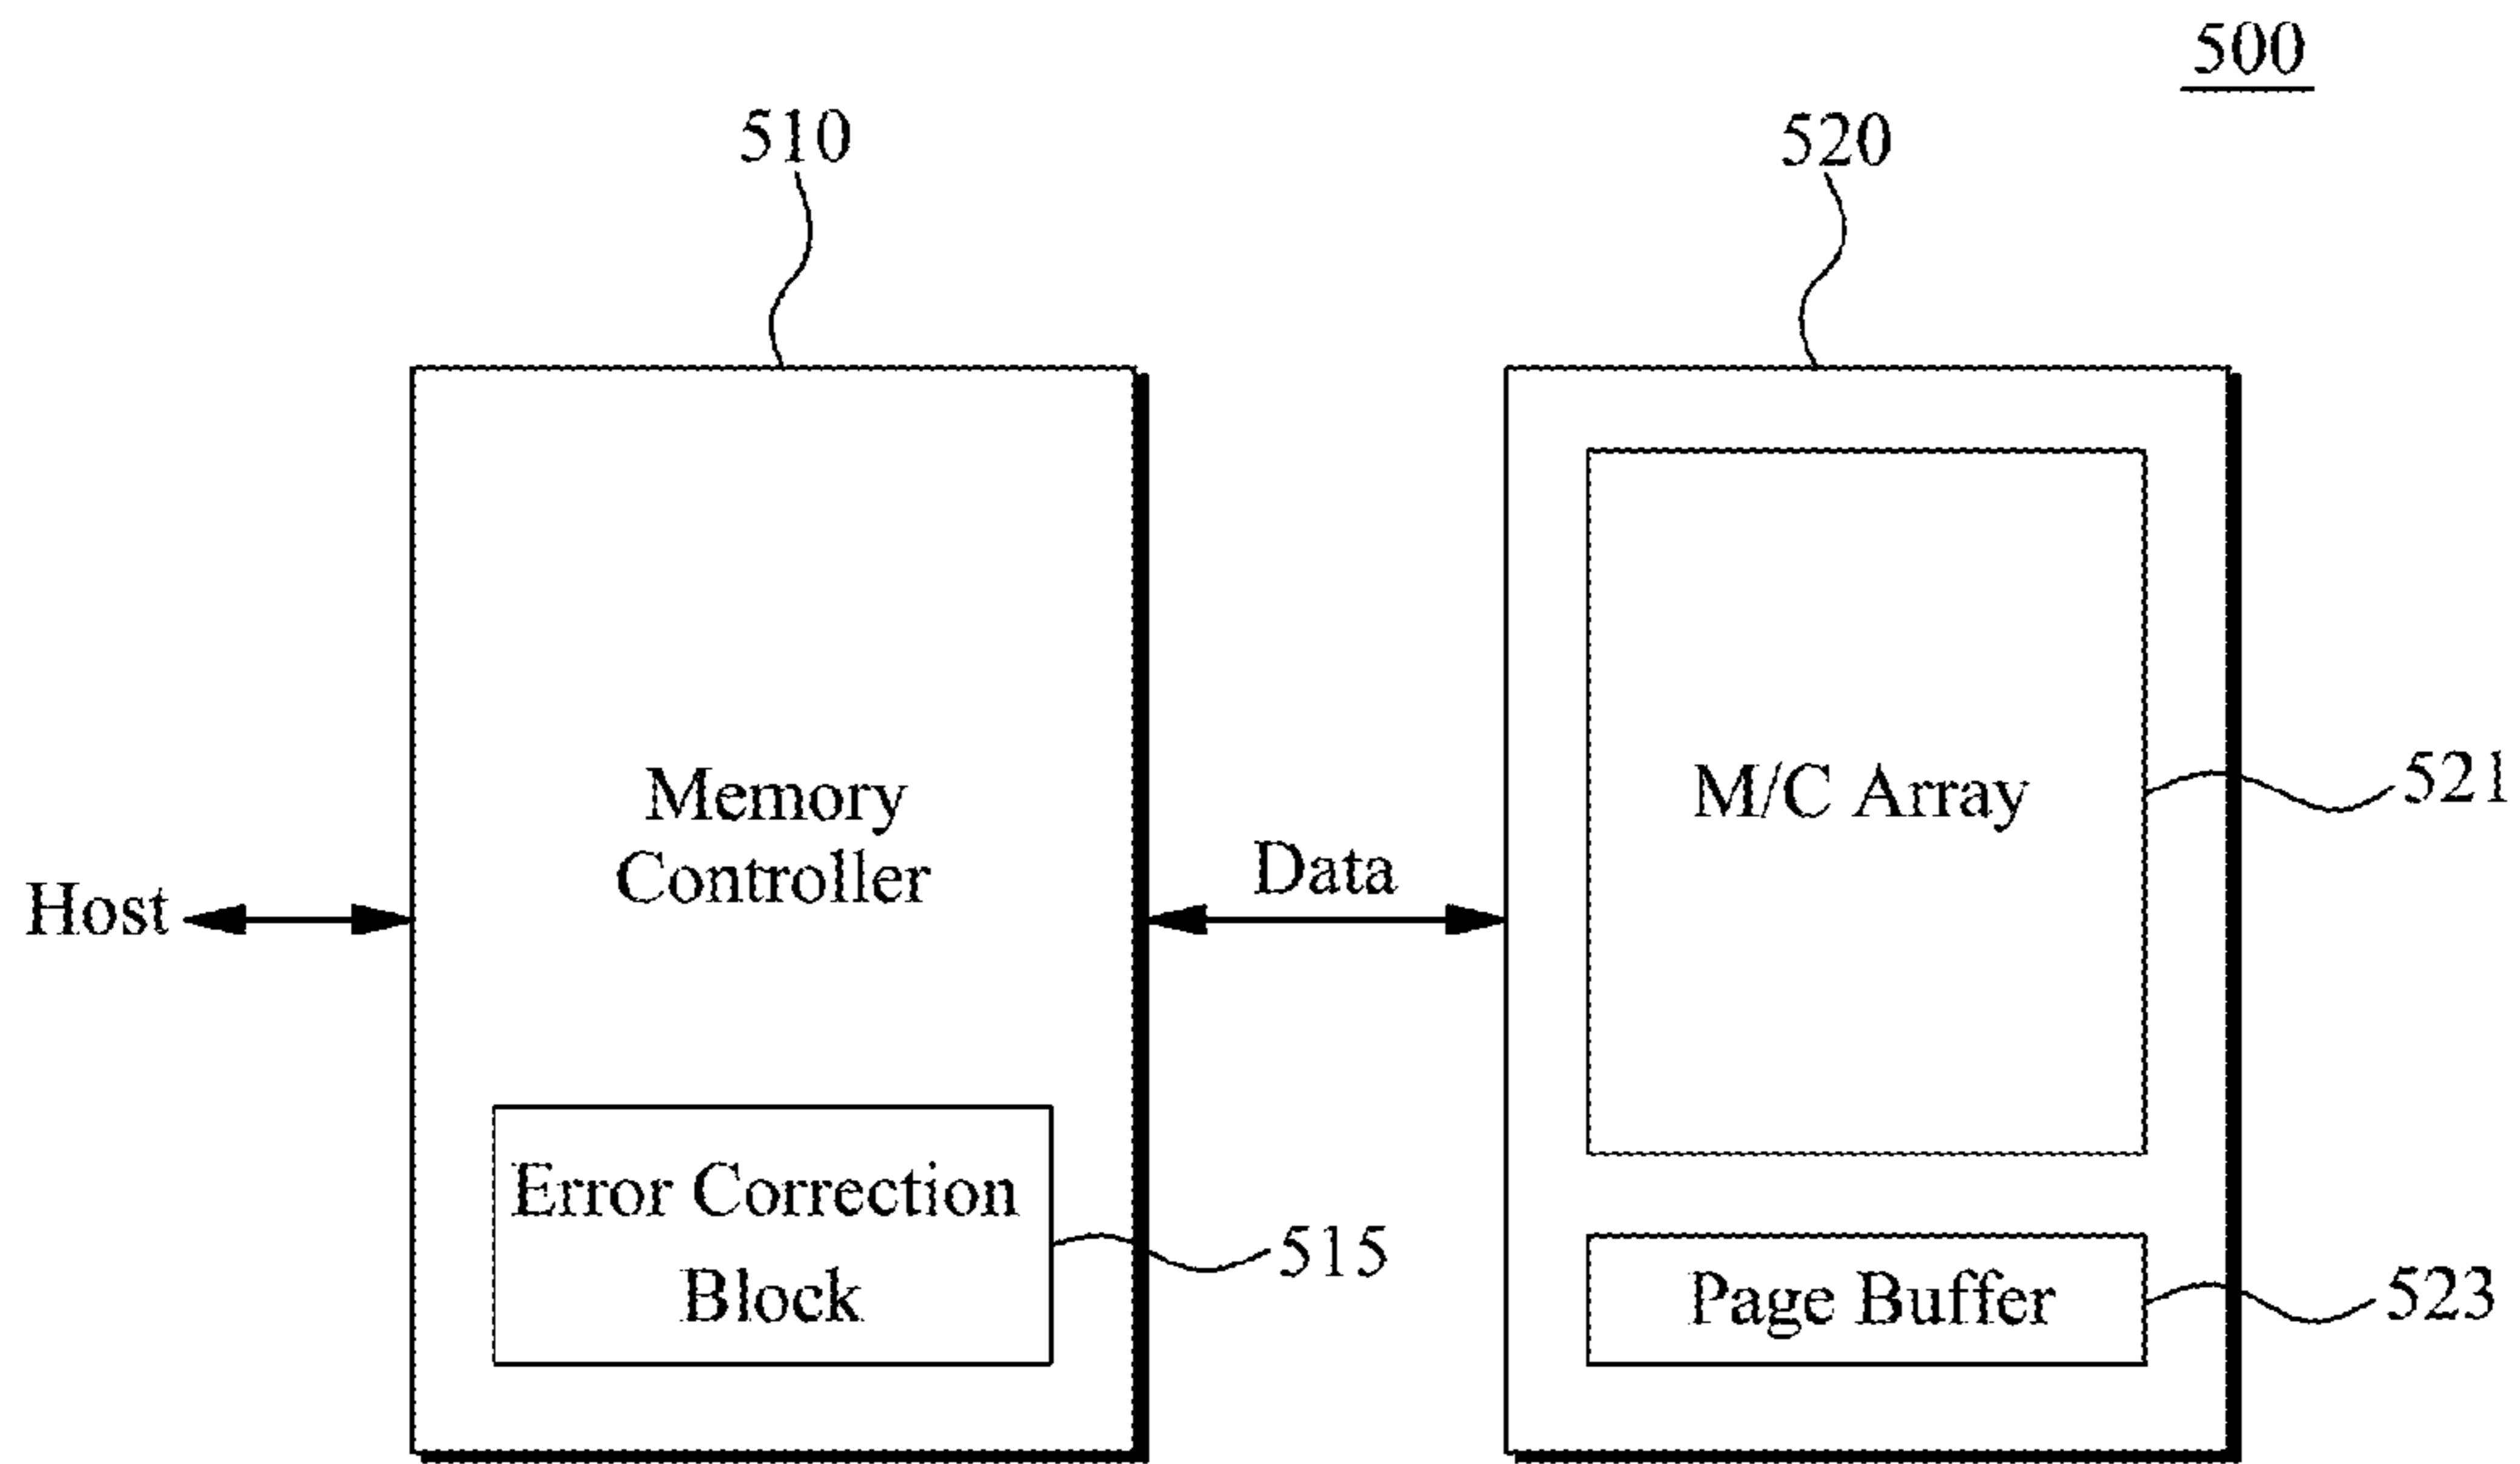 500
510
520
Memory
Controller
Host
Data
M/C Array
521
Error Correction
Block
515
Page Buffer
523